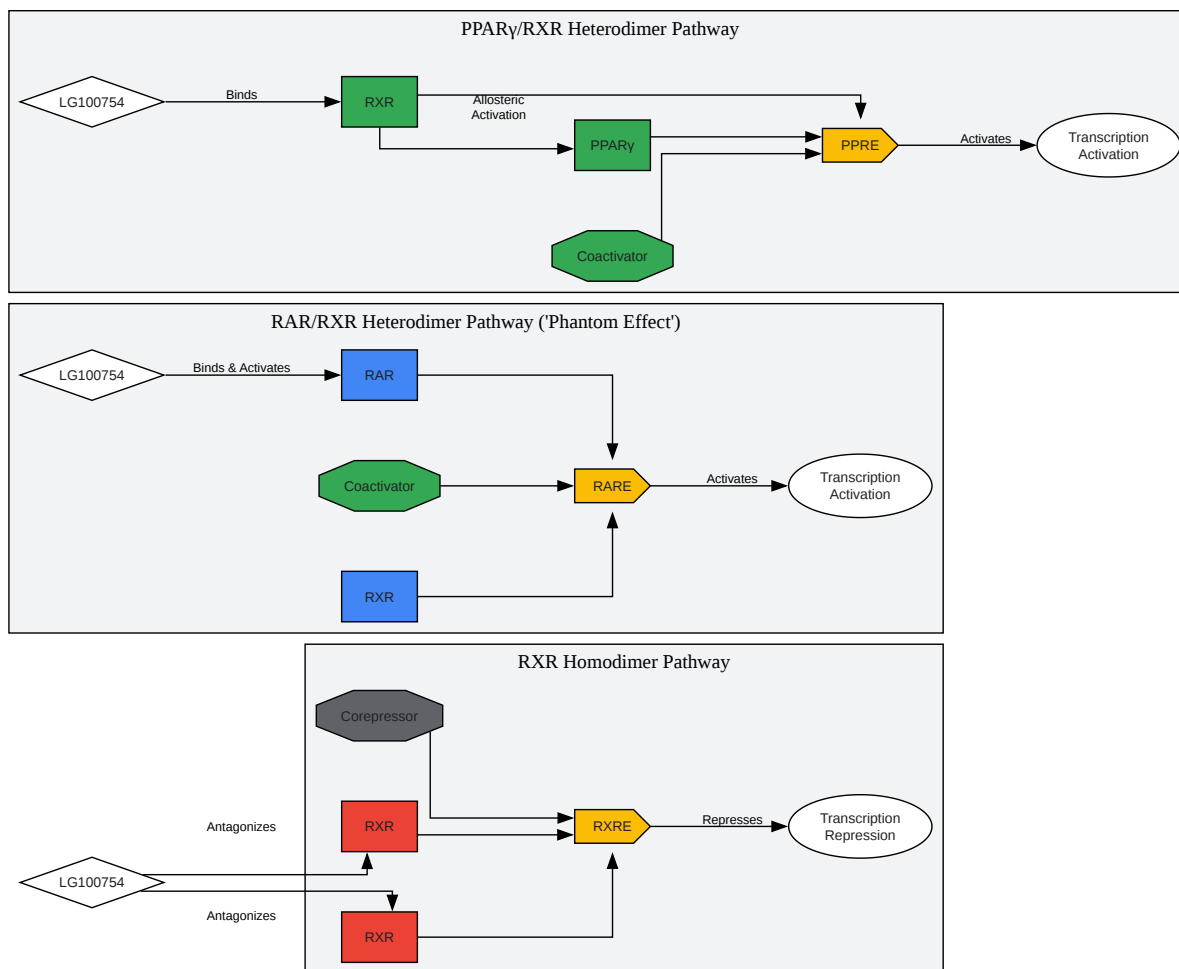 PPARγ/RXR Heterodimer Pathway
LG100754
Binds
RXR
Allosteric
Activation
PPARγ
PPRE
Activates
Transcription
Activation
Coactivator
RAR/RXR Heterodimer Pathway ('Phantom Effect')
LG100754
Binds & Activates
RAR
Coactivator
RARE
Activates
Transcription
Activation
RXR
RXR Homodimer Pathway
Corepressor
Antagonizes
RXR
RXRE
Represses
Transcription
Repression
LG100754
Antagonizes
RXR